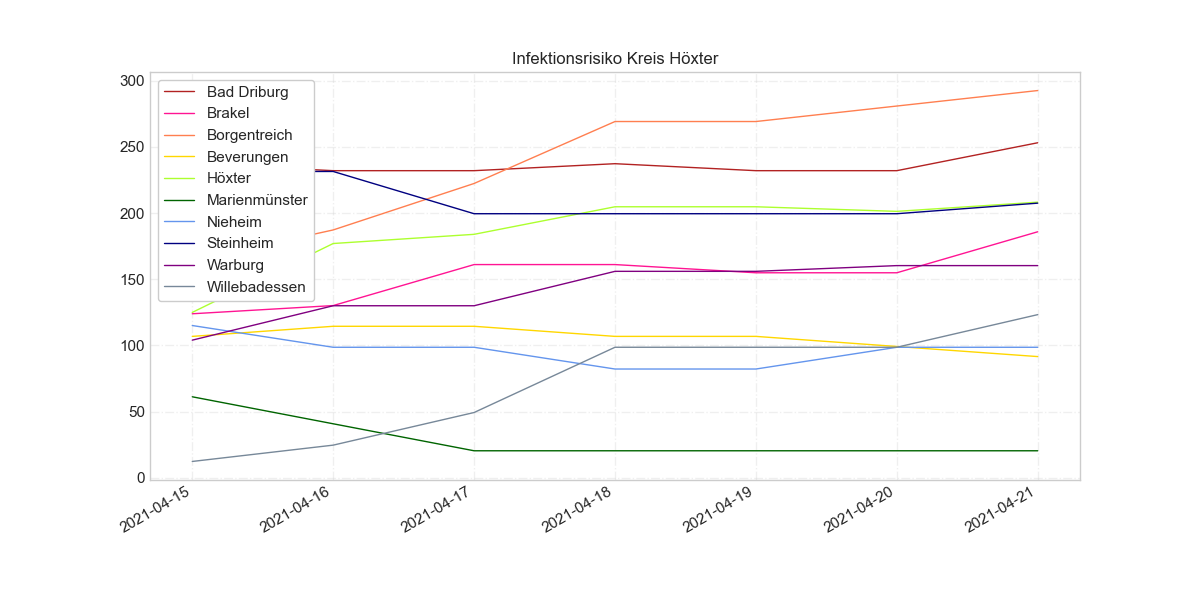 Infektionsrisiko Kreis Höxter
300
250
200
150
100
50
0
Bad Driburg
Brakel
Borgentreich
Beverungen
Höxter
Marienmünster
Nieheim
Steinheim
Warburg
Willebadessen
2021-04-15
2021-04-16
2021-04-17
2021-04-18
2021-04-19
2021-04-20
2021-04-21